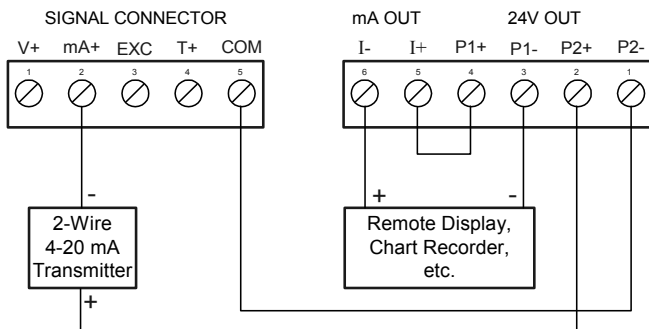 SIGNAL CONNECTOR
mA OUT 24V OUT
V+ mA+ EXC T+ COM
I- I+ P1+ P1- P2+ P2-
1 2 3 4 5
6 5 4 3 2 1
-
+ -
2-Wire
4-20 mA
Transmitter
Remote Display,
Chart Recorder,
etc.
+